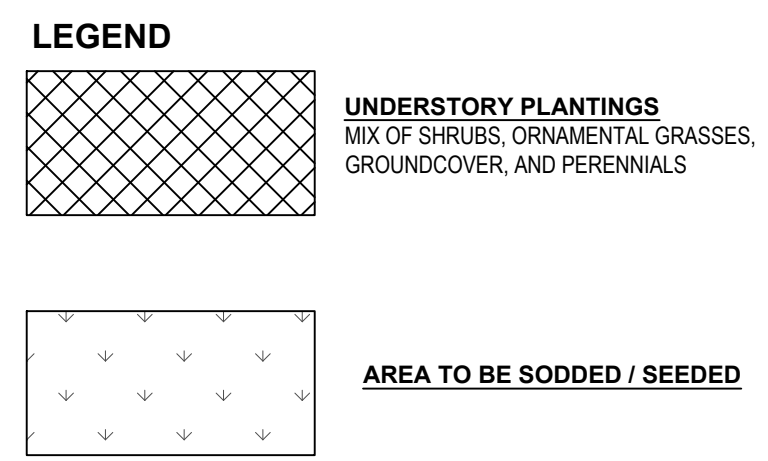 LEGEND
UNDERSTORY PLANTINGS
MIX OF SHRUBS, ORNAMENTAL GRASSES,
GROUNDCOVER, AND PERENNIALS
AREA TO BE SODDED / SEEDED